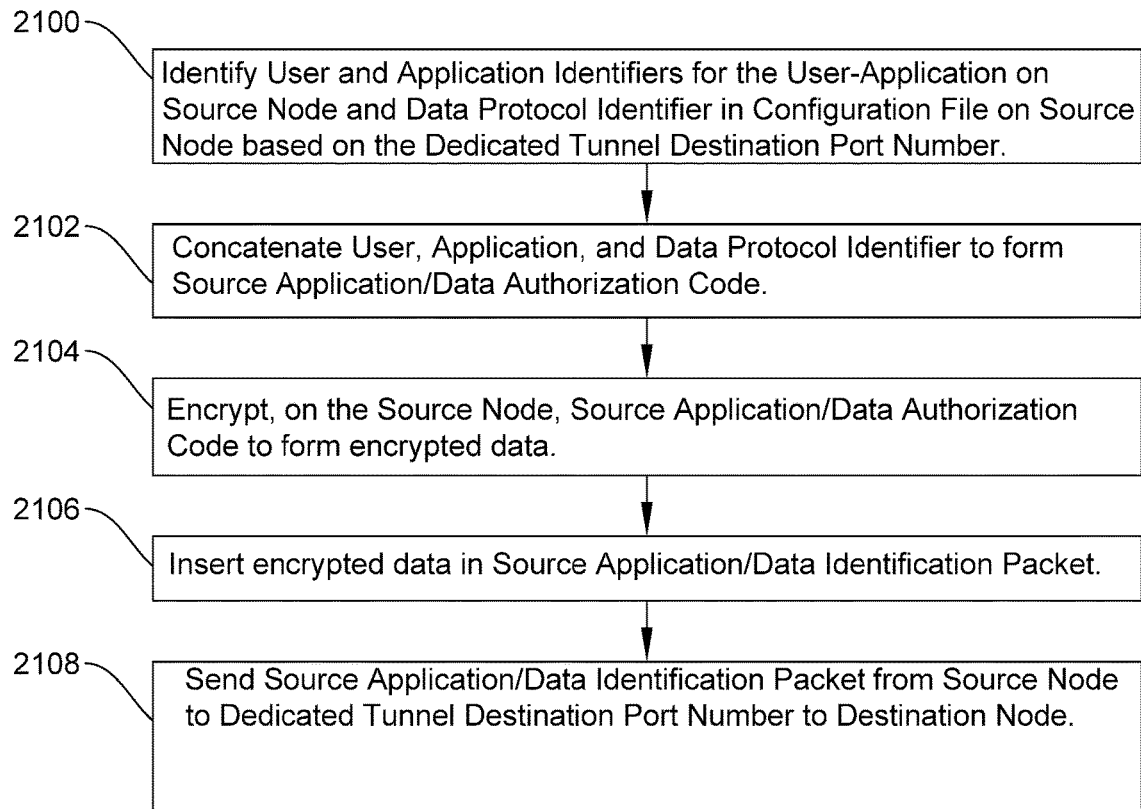 2100
Identify User and Application Identifiers for the User-Application on
Source Node and Data Protocol Identifier in Configuration File on Source
Node based on the Dedicated Tunnel Destination Port Number.
2102
Concatenate User, Application, and Data Protocol Identifier to form
Source Application/Data Authorization Code.
2104
Encrypt, on the Source Node, Source Application/Data Authorization
Code to form encrypted data.
2106
Insert encrypted data in Source Application/Data Identification Packet.
2108
Send Source Application/Data Identification Packet from Source Node
to Dedicated Tunnel Destination Port Number to Destination Node.